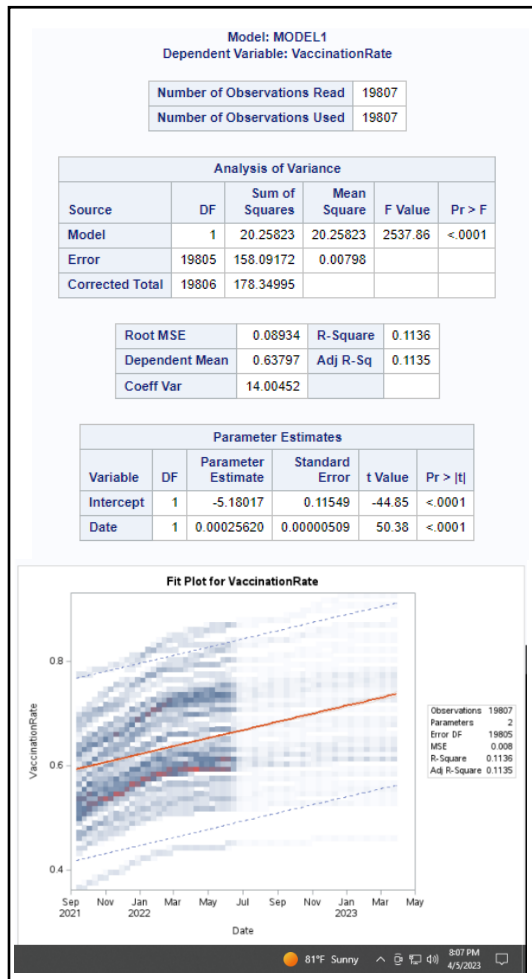 Model: MODEL1
Dependent Variable: VaccinationRate
Number of Observations Read 19807
Number of Observations Used 19807
Analysis of Variance
Source DF Sum of Squares Mean Square F Value Pr > F
Model 1 20.25823 20.25823 2537.86 <.0001
Error 19805 158.09172 0.00798
Corrected Total 19806 178.34995
Root MSE 0.08934 R-Square 0.1136
Dependent Mean 0.63797 Adj R-Sq 0.1135
Coeff Var 14.00452
Parameter Estimates
Variable DF Parameter Estimate Standard Error t Value Pr > |t|
Intercept 1 -5.18017 0.11549 -44.85 <.0001
Date 1 0.00025620 0.00000509 50.38 <.0001
Fit Plot for VaccinationRate
VaccinationRate
0.8
0.6
0.4
Sep Nov Jan Mar May Jul Sep Nov Jan Mar May
2021 2022 2023
Date
Observations 19807
Parameters 2
Error DF 19805
MSE 0.008
R-Square 0.1136
Adj R-Square 0.1135
81°F Sunny
8:07 PM
4/5/2023